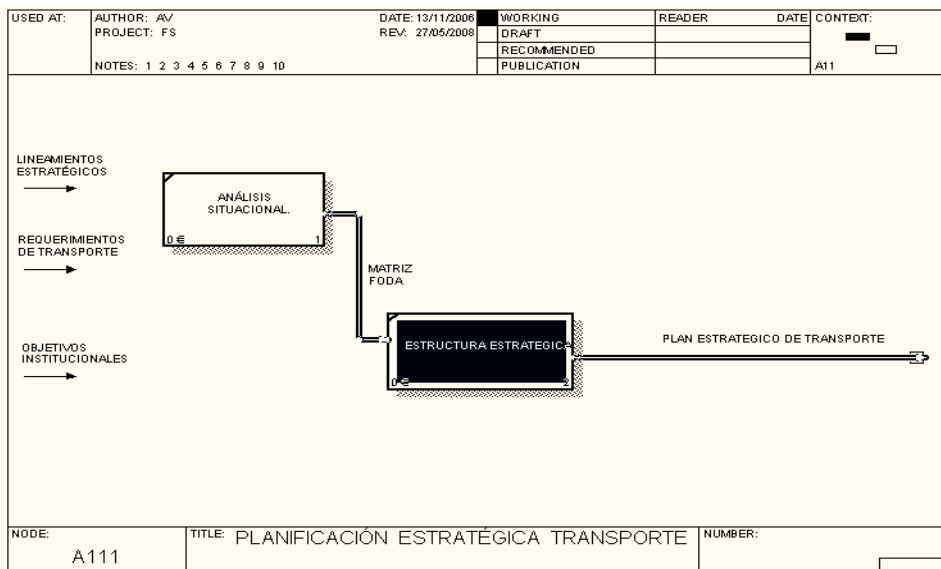 USED AT:
AUTHOR: AV
DATE: 13/11/2006
WORKING
READER
DATE
CONTEXT:
PROJECT: FS
REV: 27/05/2008
DRAFT
RECOMMENDED
NOTES: 1 2 3 4 5 6 7 8 9 10
PUBLICATION
A11
LINEAMIENTOS
ESTRATÉGICOS
ANÁLISIS
SITUACIONAL.
0 €
1
REQUERIMIENTOS
DE TRANSPORTE
MATRIZ
FODA
OBJETIVOS
INSTITUCIONALES
ESTRUCTURA ESTRATEGICA
0 €
2
PLAN ESTRATEGICO DE TRANSPORTE
NODE:
A111
TITLE: PLANIFICACIÓN ESTRATÉGICA TRANSPORTE
NUMBER: